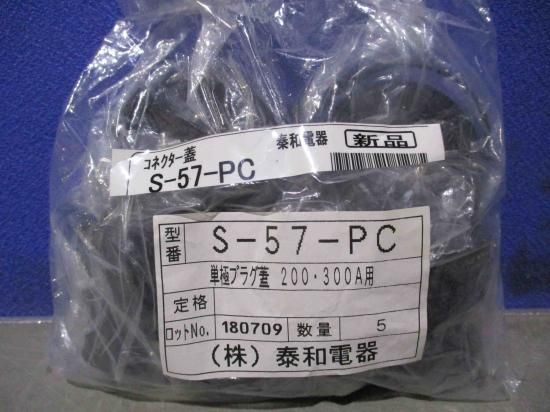 コネクター蓋 泰和電器 新品
S-57-PC
型番 S-57-PC
単極プラグ蓋 200・300A用
定格
ロットNo. 180709 数量 5
(株) 泰和電器